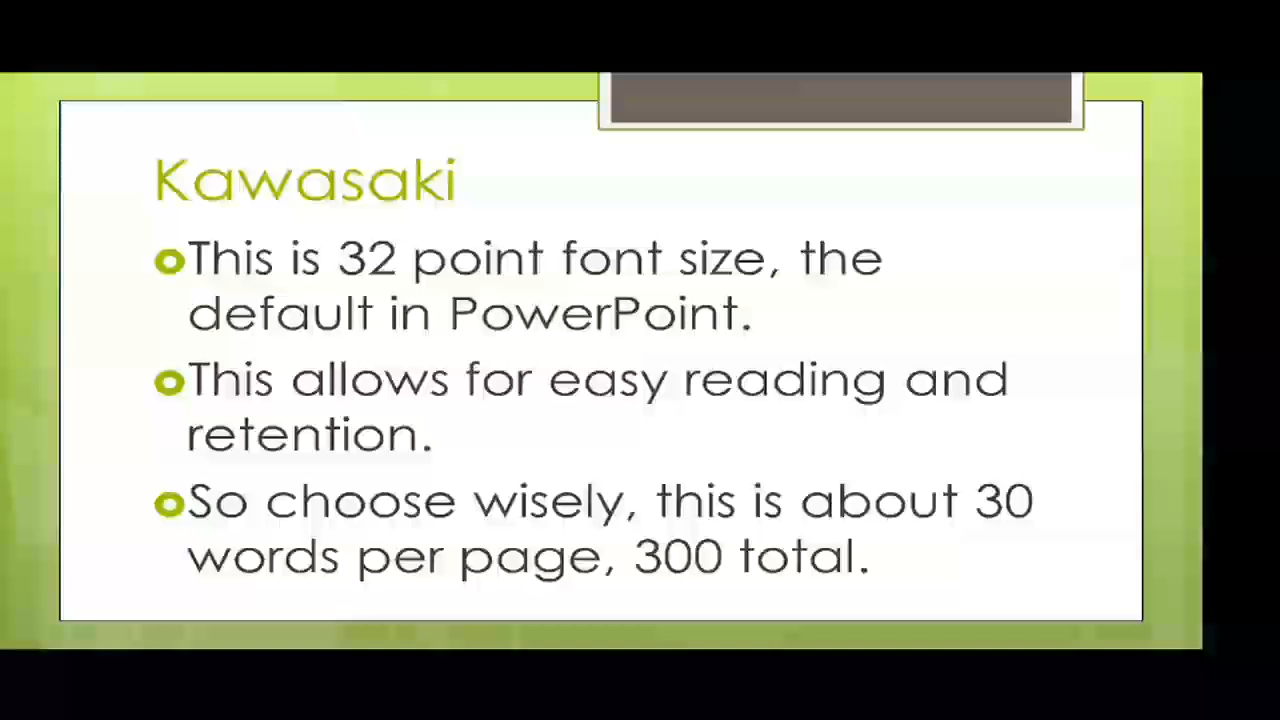 Kawasaki
This is 32 point font size, the
default in PowerPoint.
This allows for easy reading and
retention.
So choose wisely, this is about 30
words per page, 300 total.